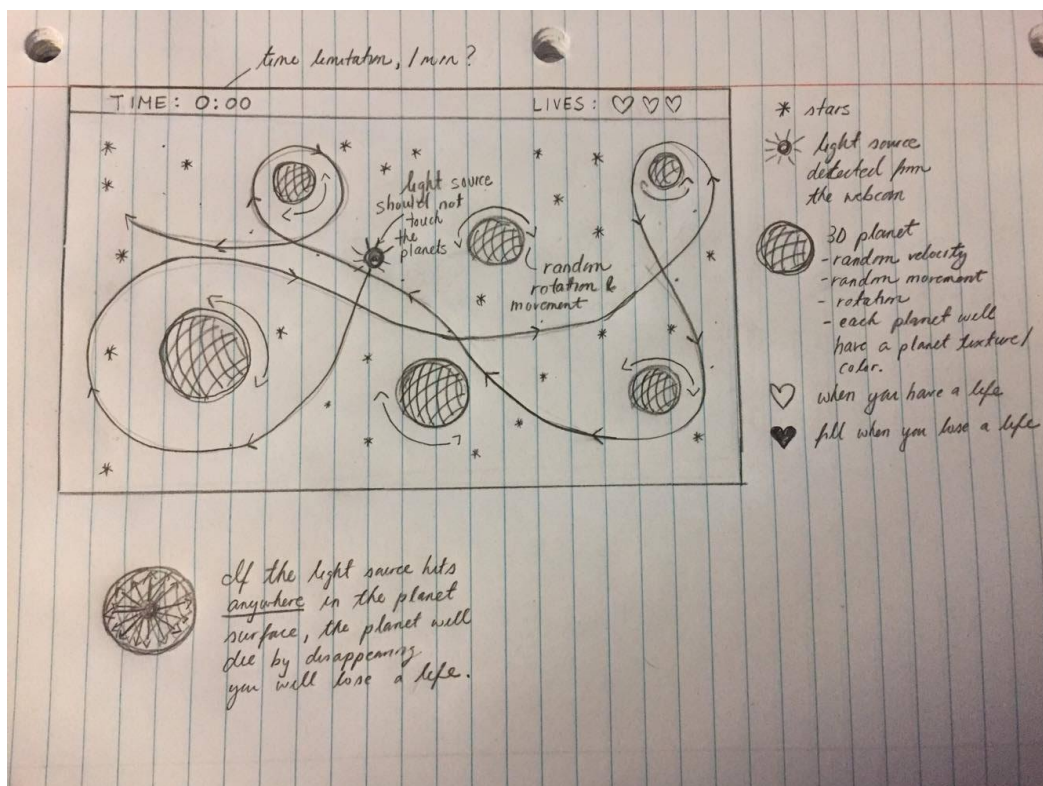 time limitation, 1 min?
TIME: 0:00
LIVES:
light source
should not
touch
the
planets
random
rotation &
movement
stars
light source
detected from
the webcam
3D planet
- random velocity
- random movement
- rotation
- each planet will
have a planet texture/
color.
when you have a life
fill when you lose a life
If the light source hits
anywhere in the planet
surface, the planet will
die by disappearing
you will lose a life.